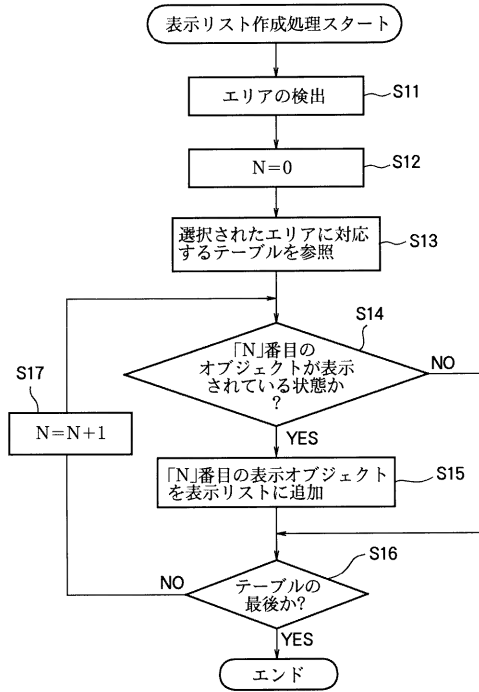 表示リスト作成処理スタート
エリアの検出
S11
N=0
S12
選択されたエリアに対応
するテーブルを参照
S13
S14
「N」番目の
オブジェクトが表示
されている状態か
?
NO
YES
S17
N=N+1
「N」番目の表示オブジェクト
を表示リストに追加
S15
S16
テーブルの
最後か?
NO
YES
エンド